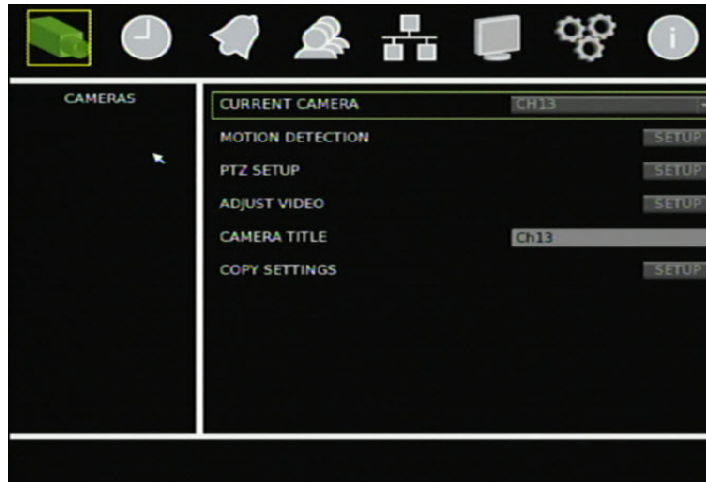 CAMERAS
CURRENT CAMERA CH13
MOTION DETECTION SETUP
PTZ SETUP SETUP
ADJUST VIDEO SETUP
CAMERA TITLE Ch13
COPY SETTINGS SETUP